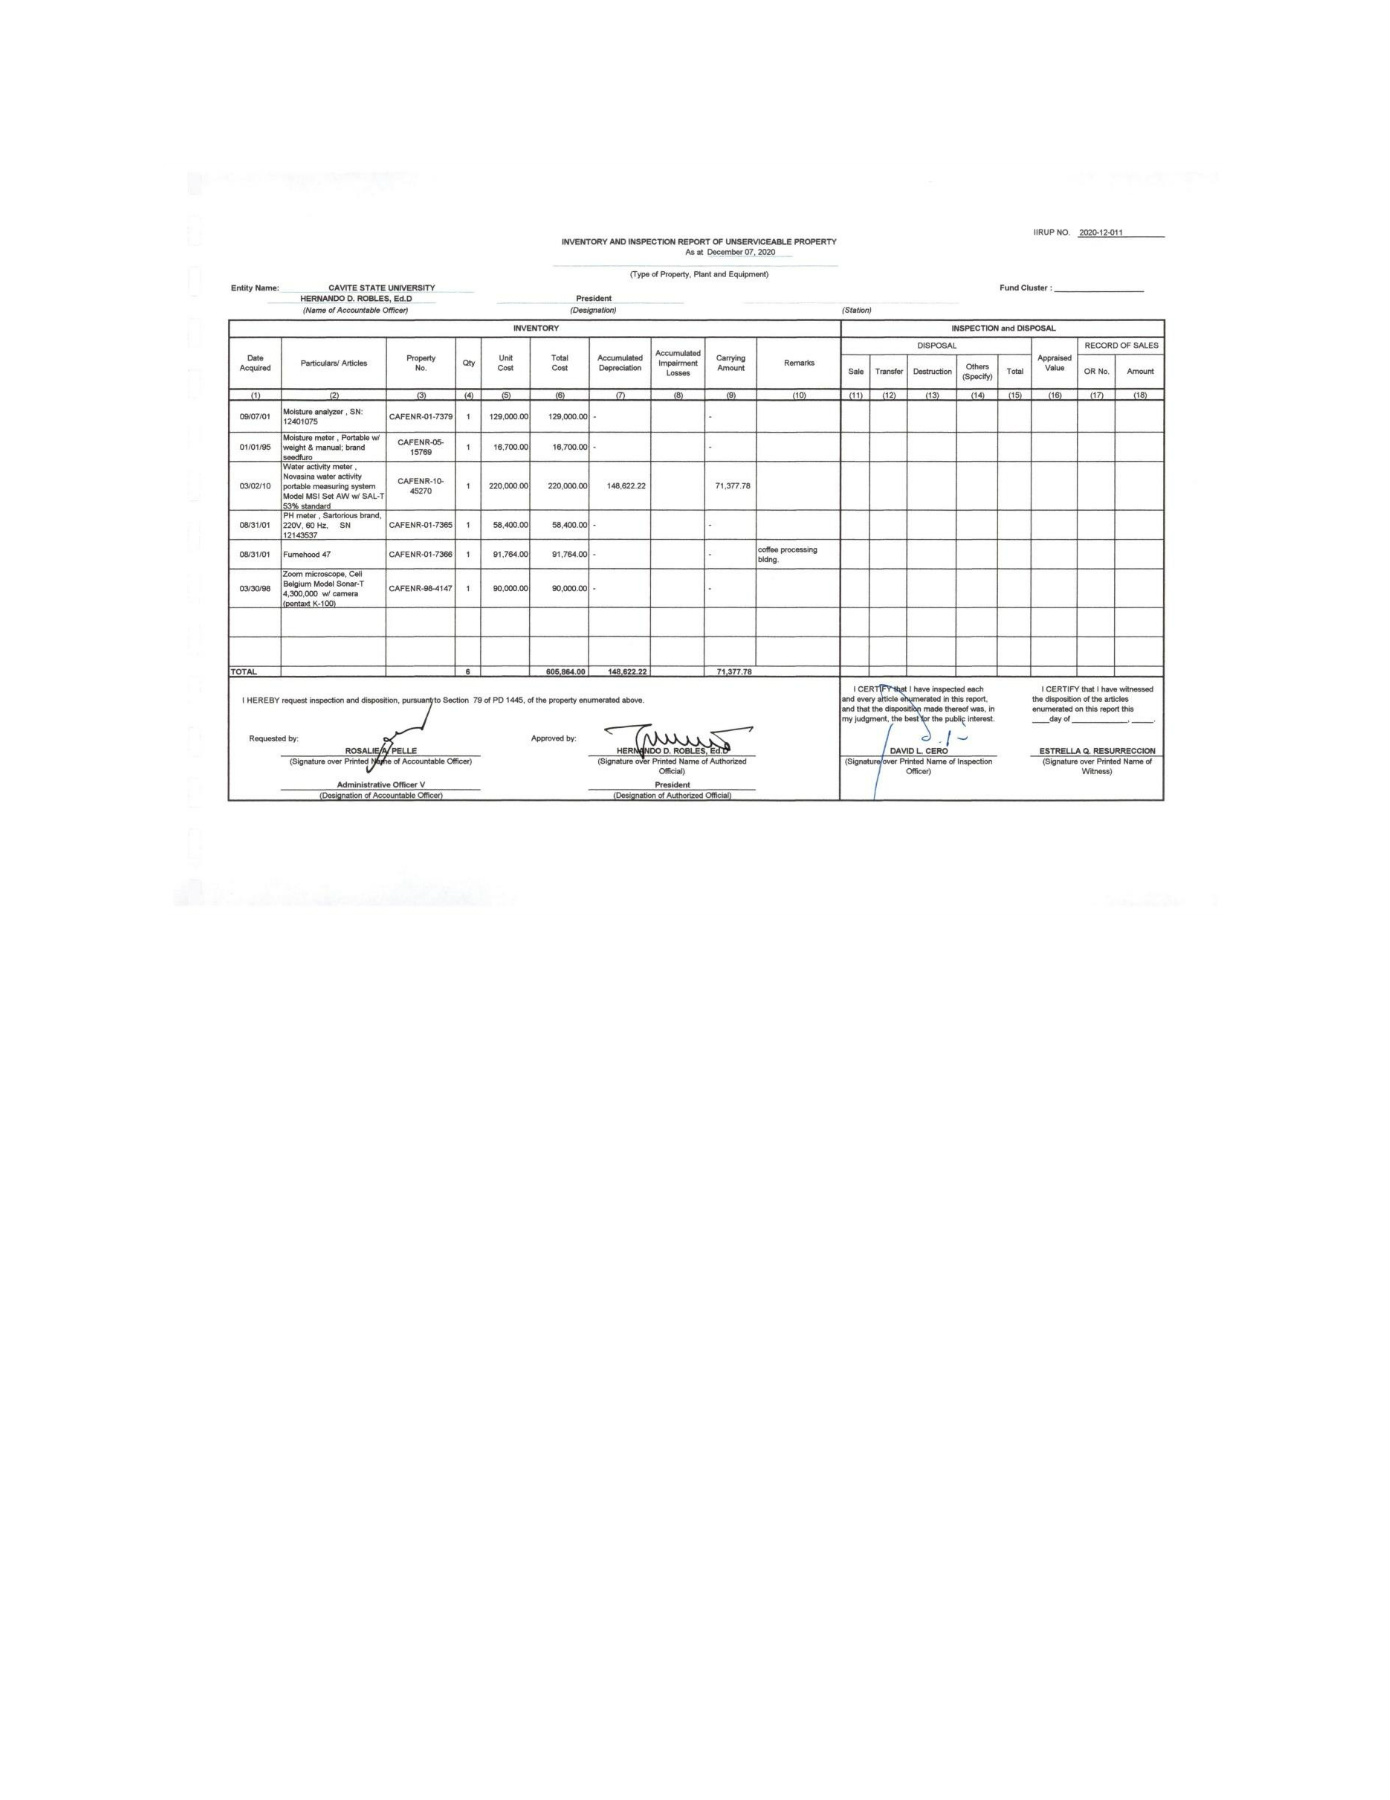 IIRUP NO. 2020-12-011
INVENTORY AND INSPECTION REPORT OF UNSERVICEABLE PROPERTY
As at December 07, 2020
(Type of Property, Plant and Equipment)
Entity Name: CAVITE STATE UNIVERSITY Fund Cluster :
HERNANDO D. ROBLES, Ed.D President
(Name of Accountable Officer) (Designation) (Station)
INVENTORY INSPECTION and DISPOSAL
DISPOSAL RECORD OF SALES
Date Acquired Particulars/ Articles Property No. Qty Unit Cost Total Cost Accumulated Depreciation Accumulated Impairment Losses Carrying Amount Remarks Sale Transfer Destruction Others (Specify) Total Appraised Value OR No. Amount
(1) (2) (3) (4) (5) (6) (7) (8) (9) (10) (11) (12) (13) (14) (15) (16) (17) (18)
09/07/01 Moisture analyzer , SN: 12401075 CAFENR-01-7379 1 129,000.00 129,000.00 - -
01/01/95 Moisture meter , Portable w/ weight & manual; brand seedfuro CAFENR-05-15769 1 16,700.00 16,700.00 - -
03/02/10 Water activity meter , Novasina water activity portable measuring system Model MSI Set AW w/ SAL-T 53% standard CAFENR-10-45270 1 220,000.00 220,000.00 148,622.22 71,377.78
08/31/01 PH meter , Sartorious brand, 220V, 60 Hz, SN 12143537 CAFENR-01-7365 1 58,400.00 58,400.00 - -
08/31/01 Fumehood 47 CAFENR-01-7366 1 91,764.00 91,764.00 - - coffee processing bldng.
03/30/98 Zoom microscope, Cell Belgium Model Sonar-T 4,300,000 w/ camera (pontaxt K-100) CAFENR-98-4147 1 90,000.00 90,000.00 - -
TOTAL 6 605,864.00 148,622.22 71,377.78
I HEREBY request inspection and disposition, pursuant to Section 79 of PD 1445, of the property enumerated above.
Requested by:
ROSALIE A. PELLE
(Signature over Printed Name of Accountable Officer)
Administrative Officer V
(Designation of Accountable Officer)
Approved by:
HERNANDO D. ROBLES, Ed.D
(Signature over Printed Name of Authorized
Official)
President
(Designation of Authorized Official)
I CERTIFY that I have inspected each
and every article enumerated in this report,
and that the disposition made thereof was, in
my judgment, the best for the public interest.
DAVID L. CERO
(Signature over Printed Name of Inspection
Officer)
I CERTIFY that I have witnessed
the disposition of the articles
enumerated on this report this
____day of ____________, _____.
ESTRELLA Q. RESURRECCION
(Signature over Printed Name of
Witness)